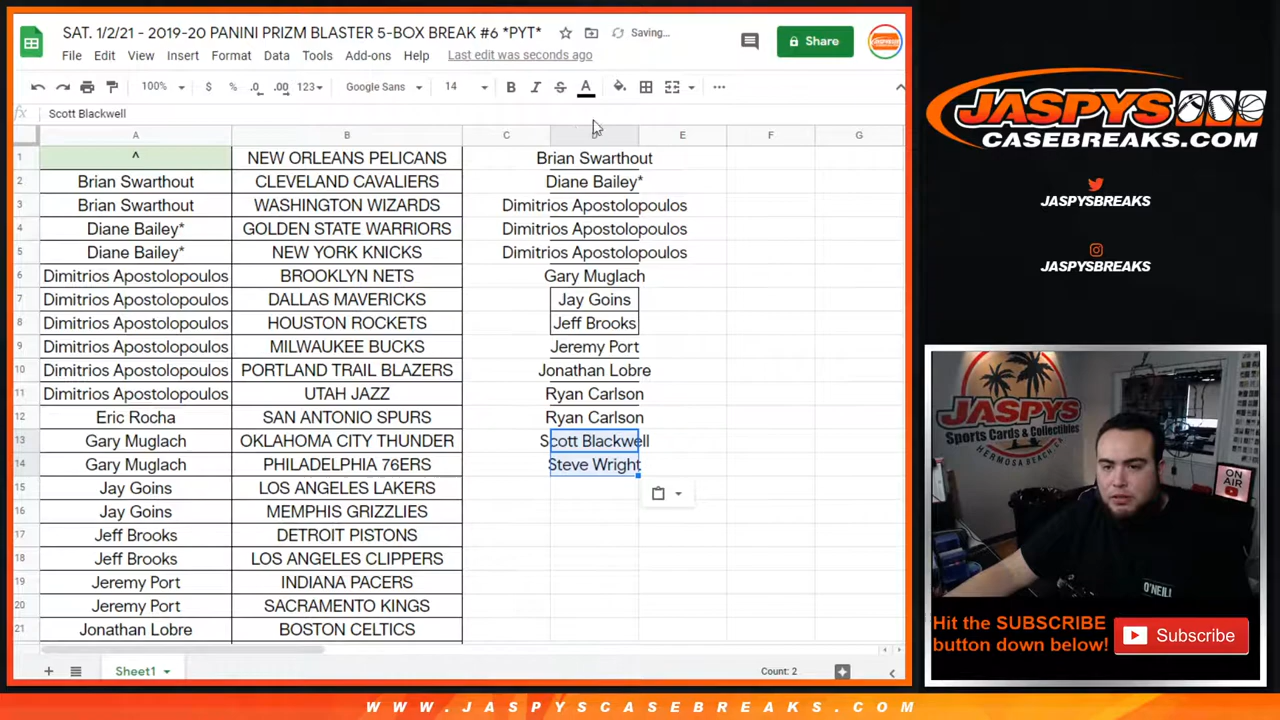 SAT. 1/2/21 - 2019-20 PANINI PRIZM BLASTER 5-BOX BREAK #6 *PYT*
Saving...
Share
File Edit View Insert Format Data Tools Add-ons Help Last edit was seconds ago
100% $ % .0 .00 123 Google Sans 14 B I S A
fx Scott Blackwell
A B C D E F G
1 ^ NEW ORLEANS PELICANS Brian Swarthout
2 Brian Swarthout CLEVELAND CAVALIERS Diane Bailey*
3 Brian Swarthout WASHINGTON WIZARDS Dimitrios Apostolopoulos
4 Diane Bailey* GOLDEN STATE WARRIORS Dimitrios Apostolopoulos
5 Diane Bailey* NEW YORK KNICKS Dimitrios Apostolopoulos
6 Dimitrios Apostolopoulos BROOKLYN NETS Gary Muglach
7 Dimitrios Apostolopoulos DALLAS MAVERICKS Jay Goins
8 Dimitrios Apostolopoulos HOUSTON ROCKETS Jeff Brooks
9 Dimitrios Apostolopoulos MILWAUKEE BUCKS Jeremy Port
10 Dimitrios Apostolopoulos PORTLAND TRAIL BLAZERS Jonathan Lobre
11 Dimitrios Apostolopoulos UTAH JAZZ Ryan Carlson
12 Eric Rocha SAN ANTONIO SPURS Ryan Carlson
13 Gary Muglach OKLAHOMA CITY THUNDER Scott Blackwell
14 Gary Muglach PHILADELPHIA 76ERS Steve Wright
15 Jay Goins LOS ANGELES LAKERS
16 Jay Goins MEMPHIS GRIZZLIES
17 Jeff Brooks DETROIT PISTONS
18 Jeff Brooks LOS ANGELES CLIPPERS
19 Jeremy Port INDIANA PACERS
20 Jeremy Port SACRAMENTO KINGS
21 Jonathan Lobre BOSTON CELTICS
Sheet1
Count: 2
JASPYS
CASEBREAKS.COM
JASPYSBREAKS
JASPYSBREAKS
JASPYS
Sports Cards & Collectibles
HERMOSA BEACH
ON AIR
O'NEILL
Hit the SUBSCRIBE
button down below!
Subscribe
WWW.JASPYSCASEBREAKS.COM